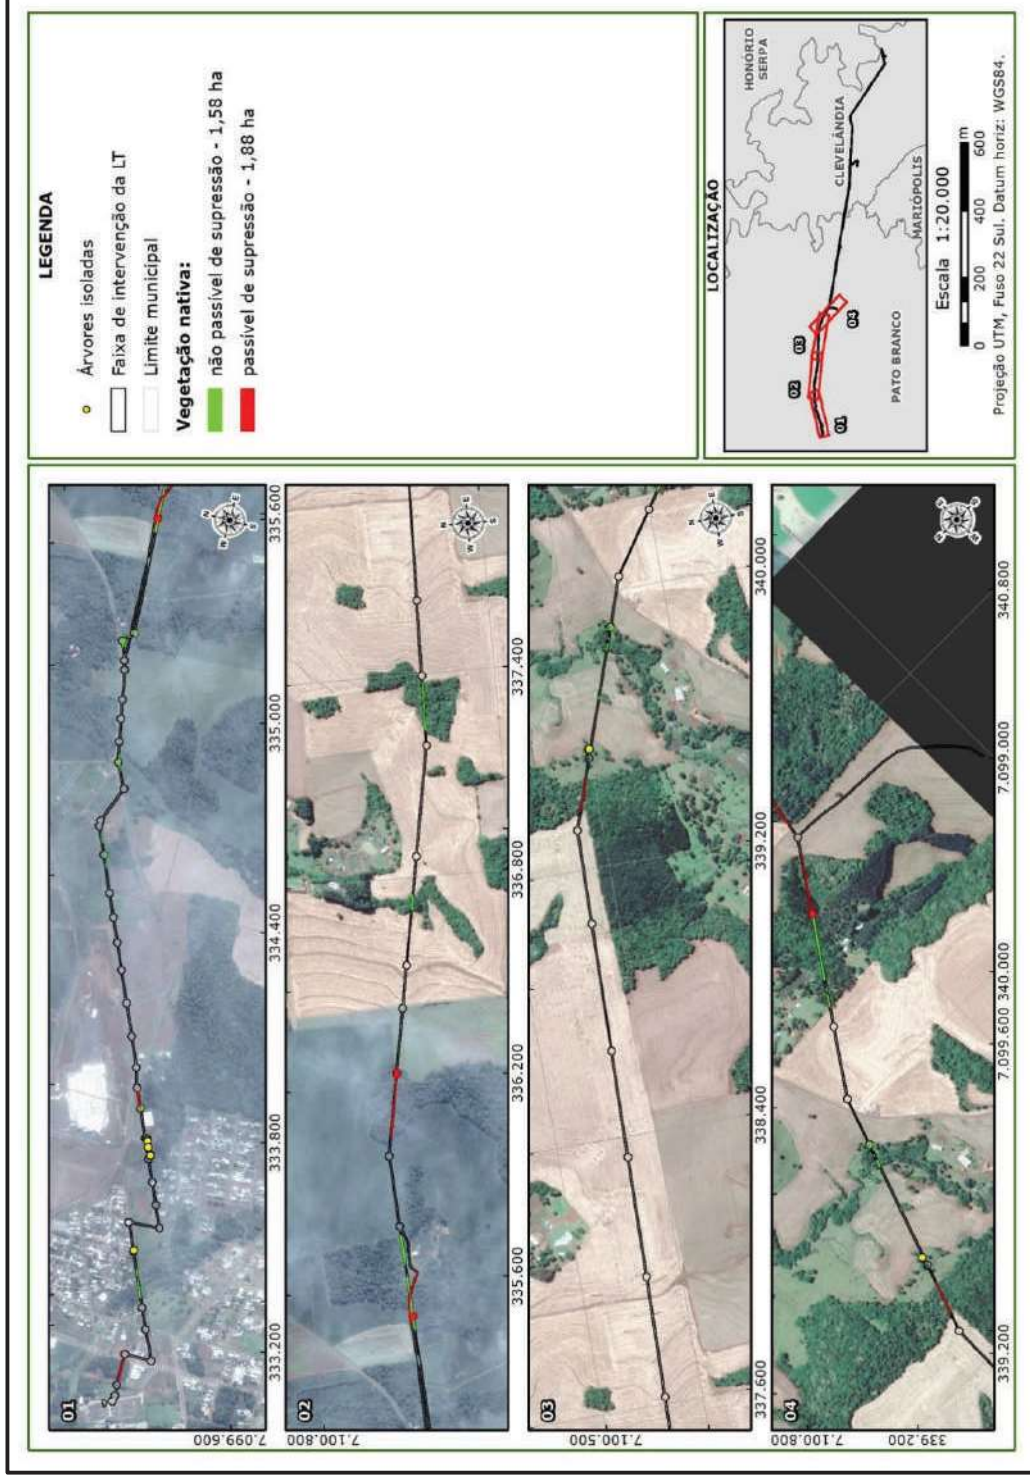 LEGENDA
Árvores isoladas
Faixa de intervenção da LT
Limite municipal
Vegetação nativa:
não passível de supressão - 1,58 ha
passível de supressão - 1,88 ha
LOCALIZAÇÃO
HONÓRIO
SERPA
CLEVELÂNDIA
MARIÓPOLIS
PATO BRANCO
01
02
03
04
Escala 1:20.000
0 200 400 600 m
Projeção UTM, Fuso 22 Sul. Datum horiz: WGS84.
01
N
E
S
W
7.099.600
333.200 333.800 334.400 335.000 335.600
02
N
E
S
W
7.100.800
335.600 336.200 336.800 337.400
03
N
E
S
W
7.100.500
337.600 338.400 339.200 340.000
04
7.100.800
339.200
339.200 7.099.600 340.000 7.099.000 340.800